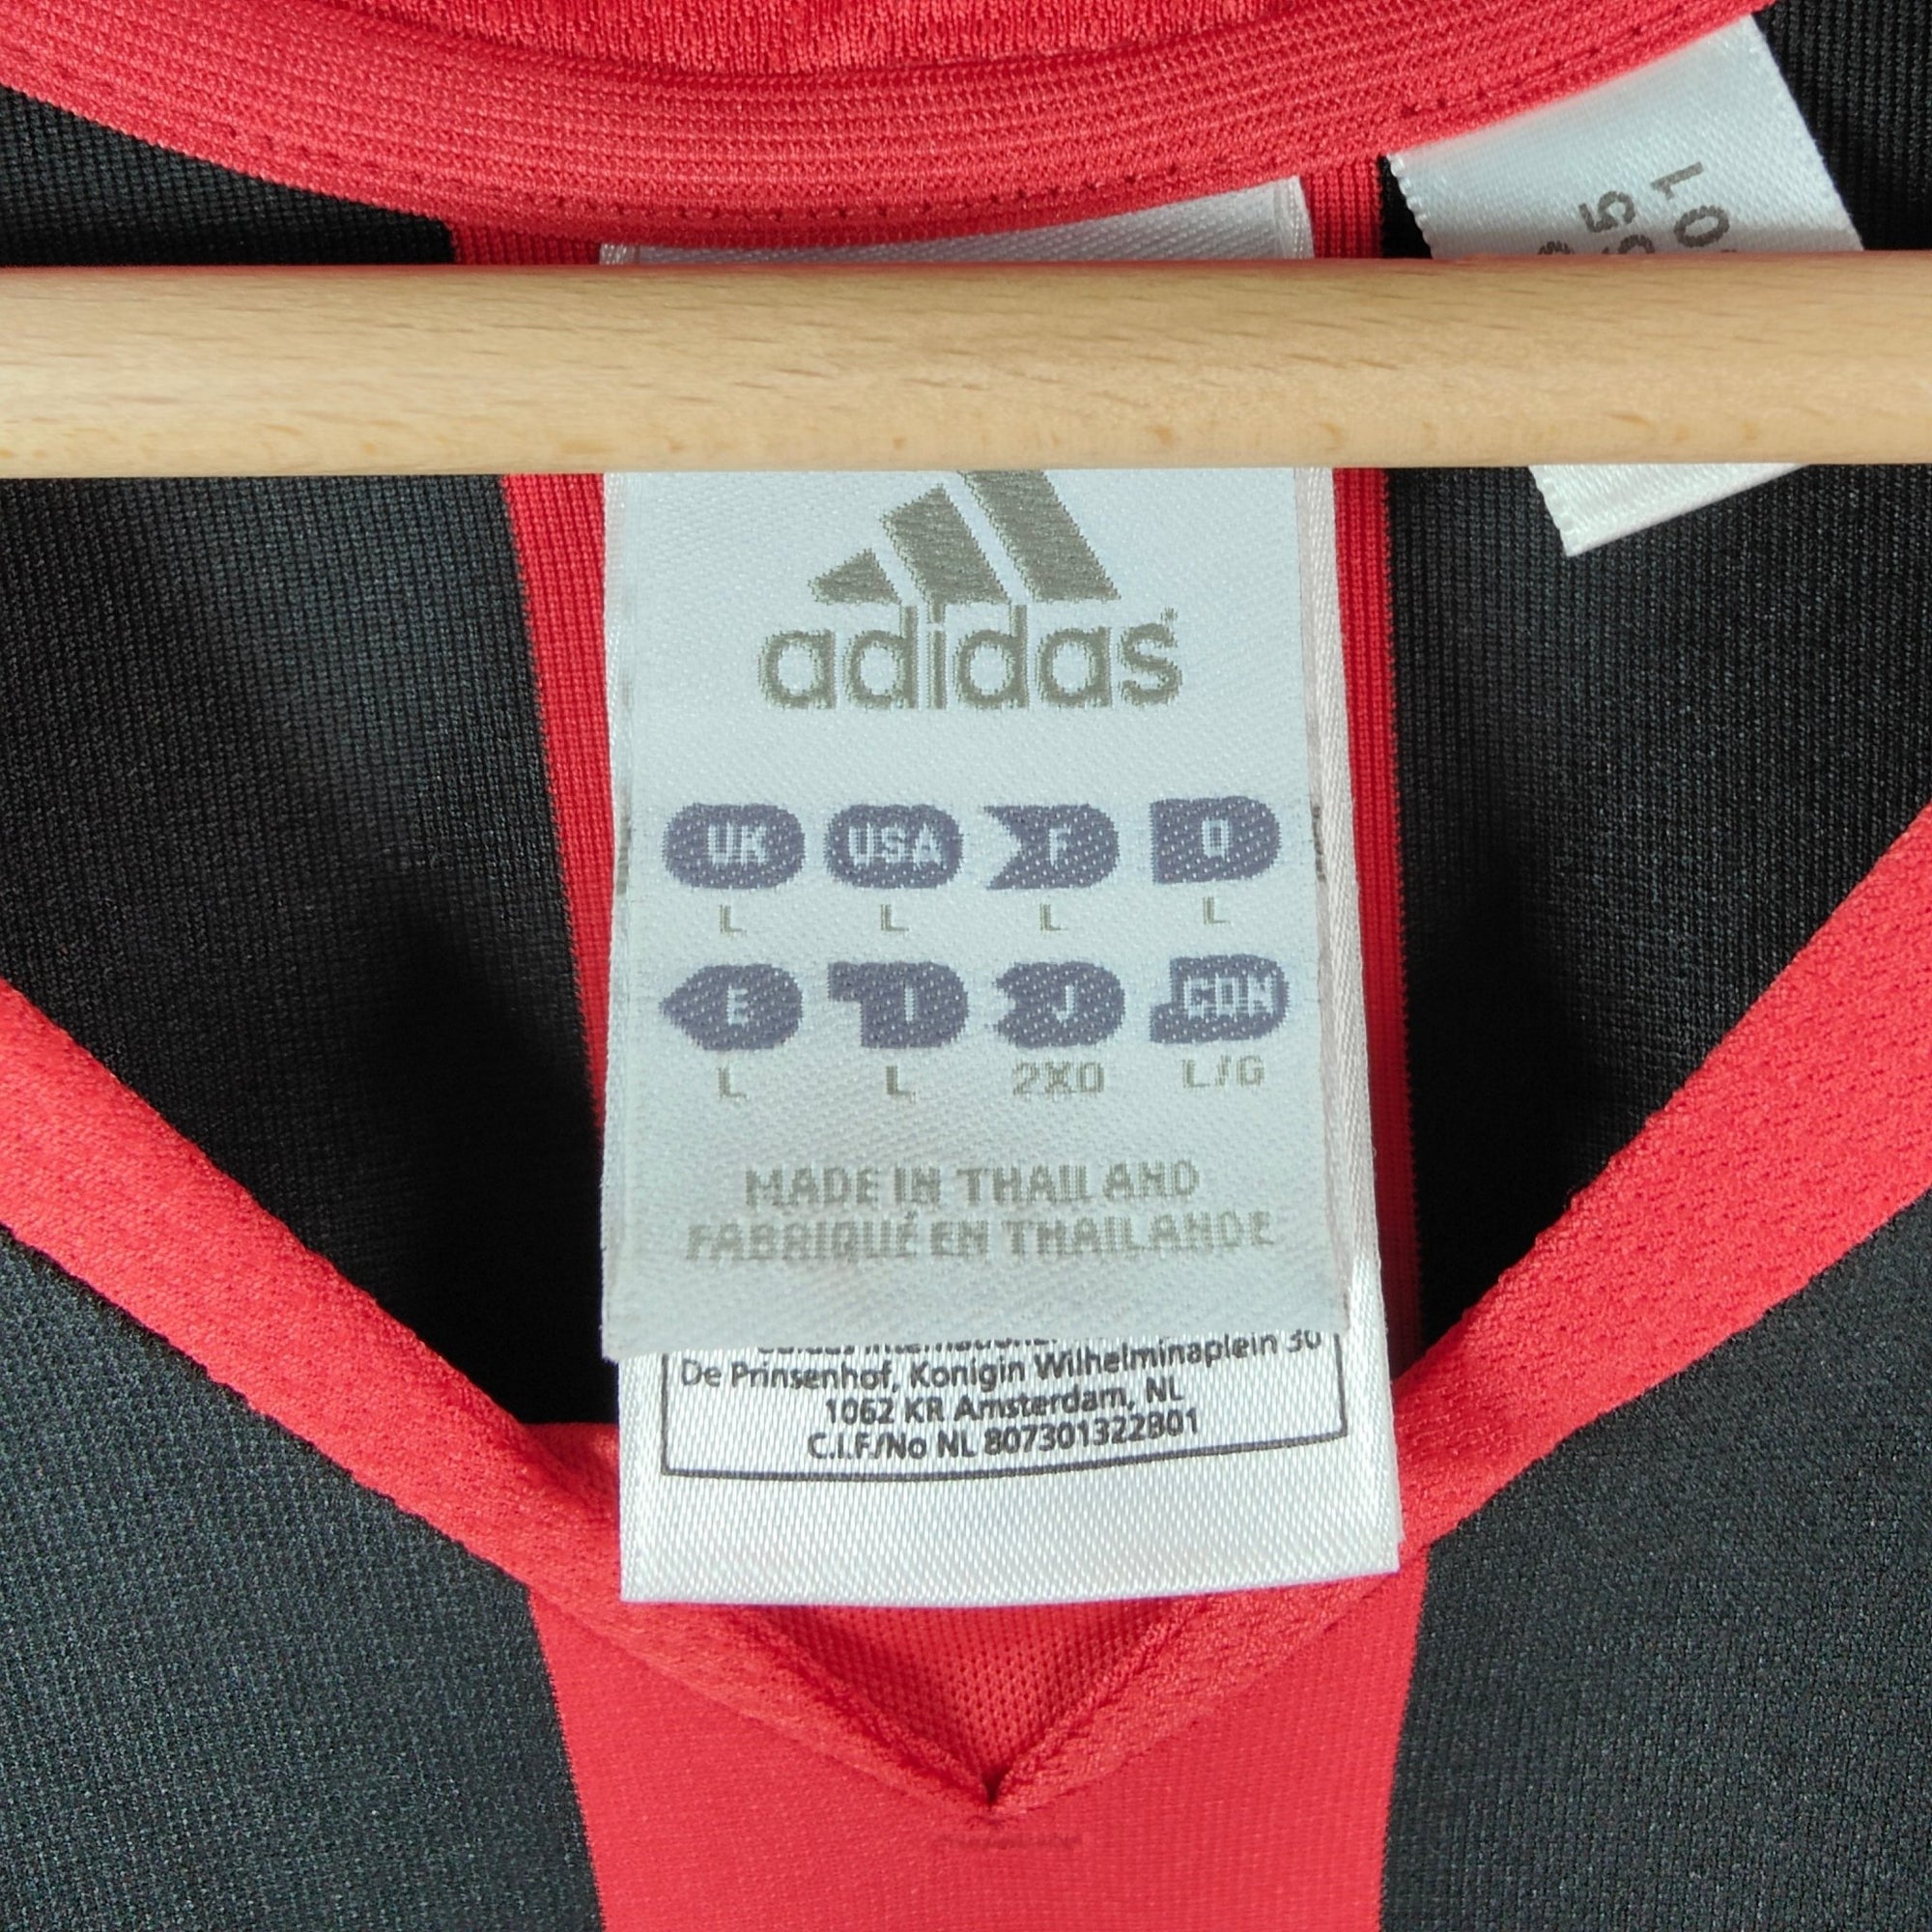 adidas
UK USA F D
L L L L
E I J CDN
L L 2XO L/G
MADE IN THAILAND
FABRIQUÉ EN THAILANDE
De Prinsenhof, Konigin Wilhelminaplein 30
1062 KR Amsterdam, NL
C.I.F./No NL 807301322B01